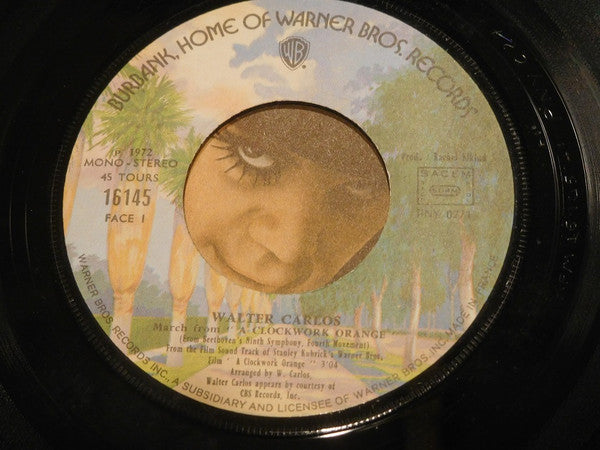 BURBANK, HOME OF WARNER BROS. RECORDS
WB
℗ 1972
MONO-STEREO
45 TOURS
16145
FACE 1
Prod. : Rachel Elkind
SACEM
WALTER CARLOS
March from " A CLOCKWORK ORANGE
(From Beethoven's Ninth Symphony, Fourth Movement)
From the Film Sound Track of Stanley Kubrick's Warner Bros.
Film " A Clockwork Orange " 3'04
Arranged by W. Carlos
Walter Carlos appears by courtesy of
CBS Records, Inc.
WARNER BROS. RECORDS INC., A SUBSIDIARY AND LICENSEE OF WARNER BROS. INC. MADE IN FRANCE